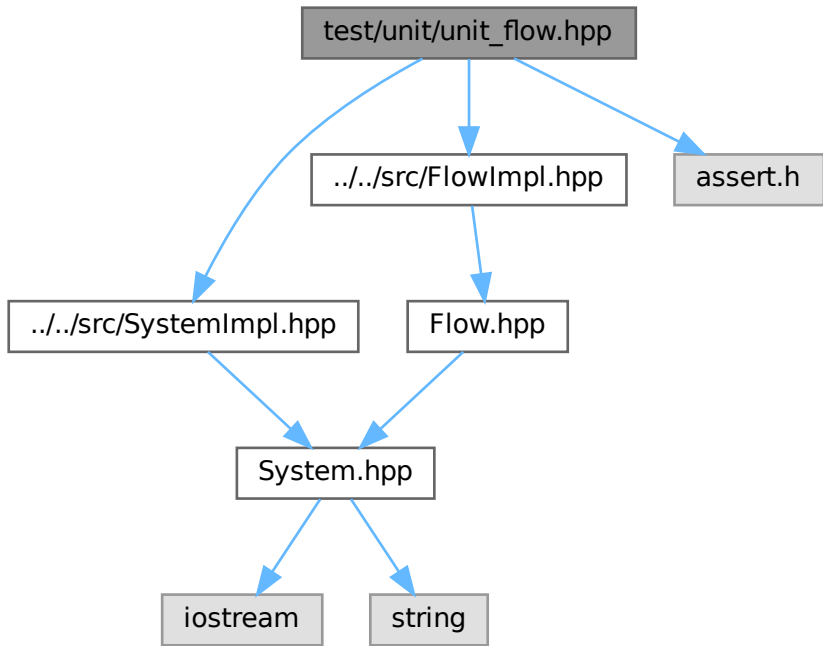 test/unit/unit_flow.hpp
../../src/FlowImpl.hpp
assert.h
../../src/SystemImpl.hpp
Flow.hpp
System.hpp
iostream
string